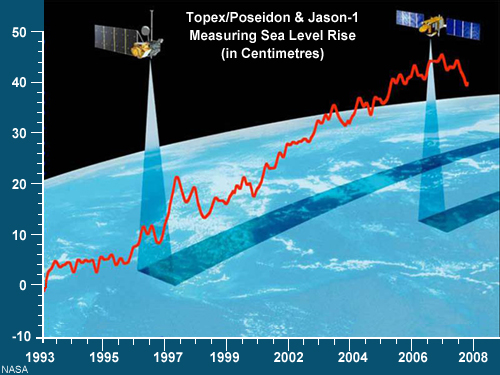 Topex/Poseidon & Jason-1
Measuring Sea Level Rise
(in Centimetres)
50
40
30
20
10
0
-10
1993 1995 1997 1999 2002 2004 2006 2008
NASA